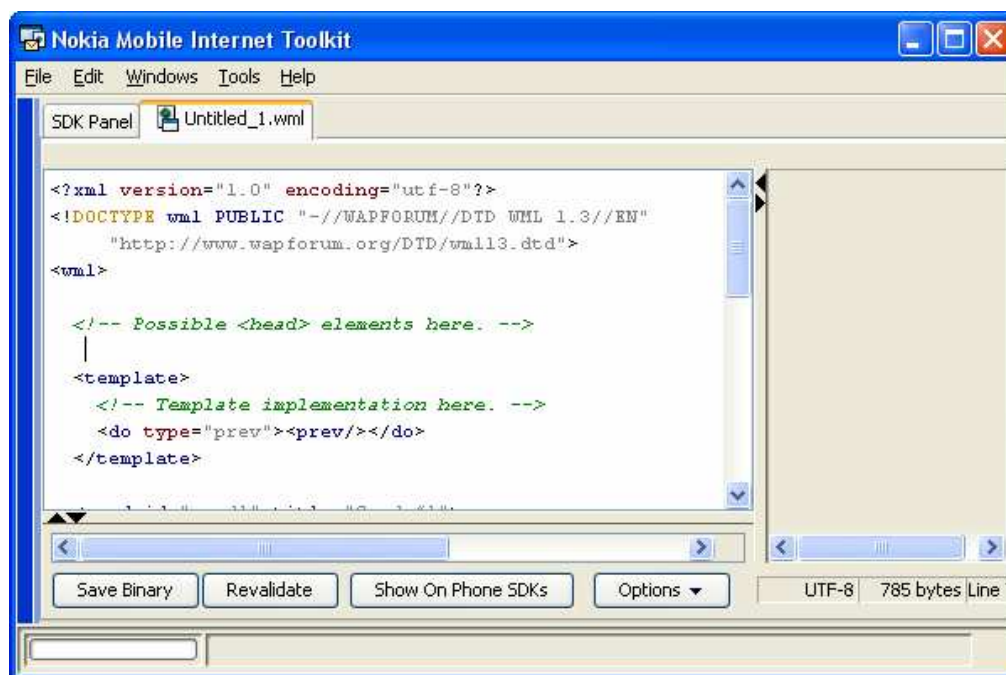 Nokia Mobile Internet Toolkit
File Edit Windows Tools Help
SDK Panel Untitled_1.wml
<?xml version="1.0" encoding="utf-8"?>
<!DOCTYPE wml PUBLIC "-//WAPFORUM//DTD WML 1.3//EN"
"http://www.wapforum.org/DTD/wml13.dtd">
<wml>
<!-- Possible <head> elements here. -->
<template>
<!-- Template implementation here. -->
<do type="prev"><prev/></do>
</template>
Save Binary Revalidate Show On Phone SDKs Options UTF-8 785 bytes Line